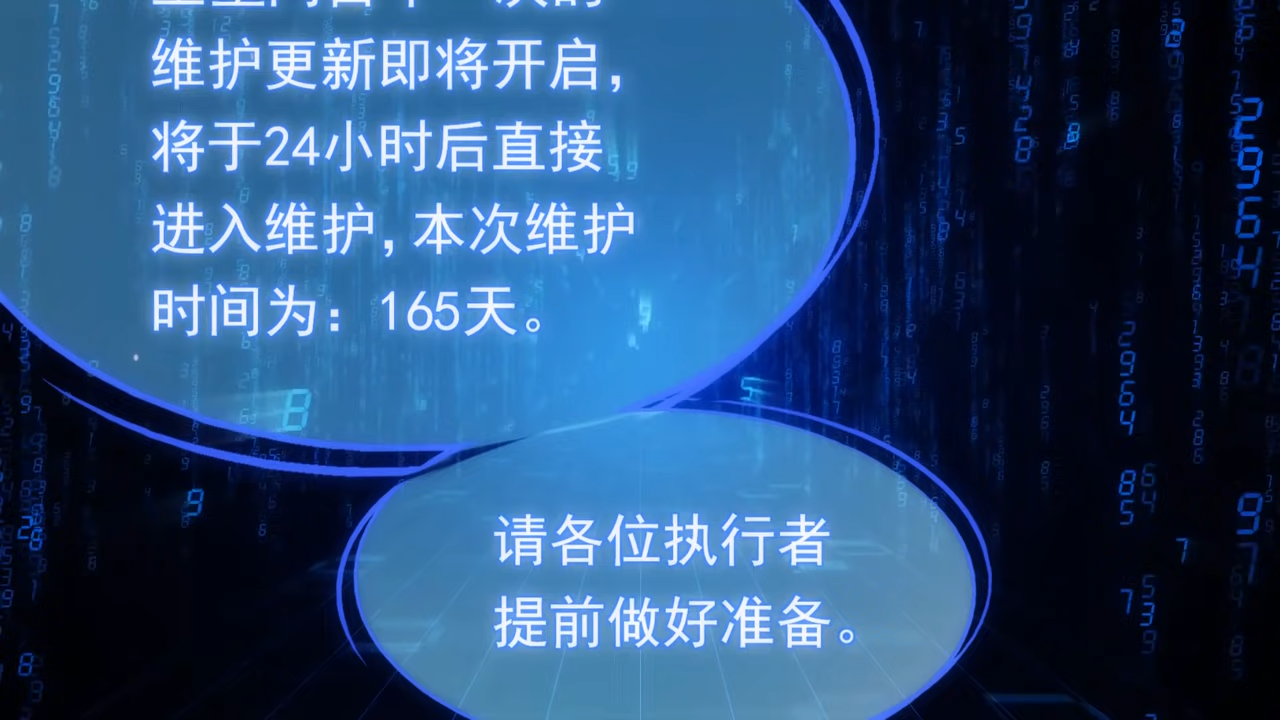 维护更新即将开启，
将于24小时后直接
进入维护，本次维护
时间为：165天。
请各位执行者
提前做好准备。